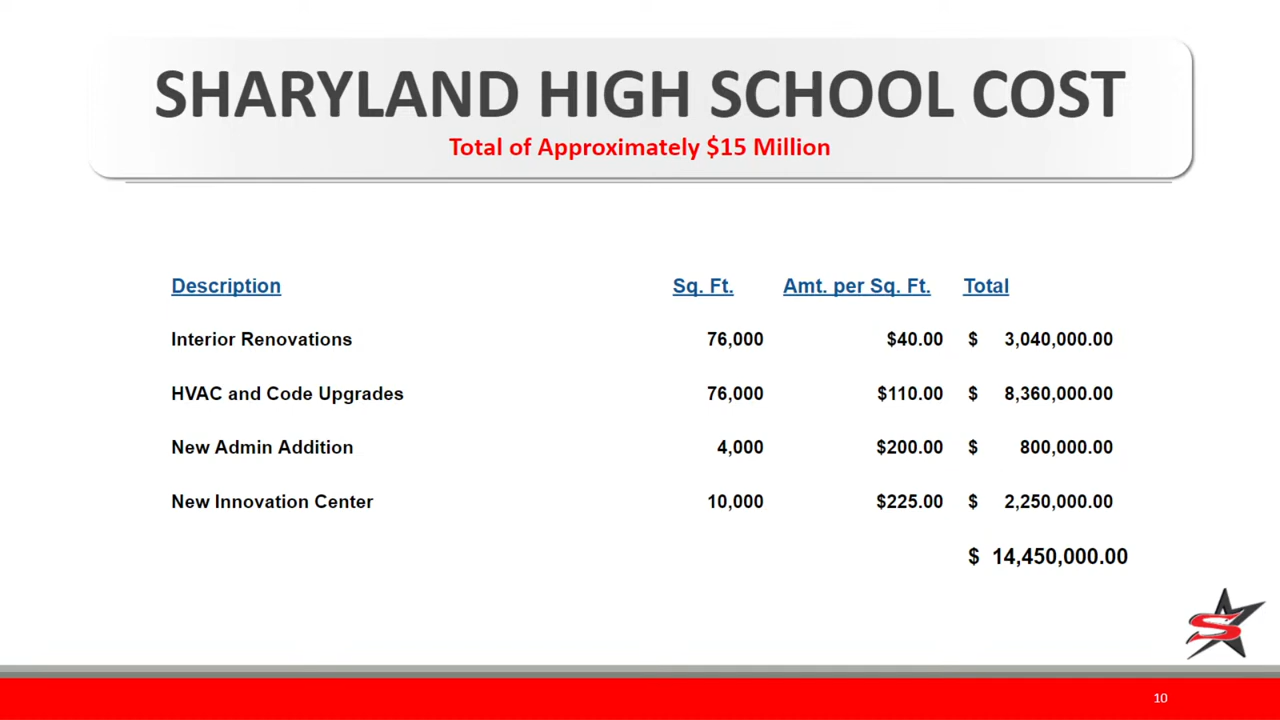 SHARYLAND HIGH SCHOOL COST
Total of Approximately $15 Million
Description Sq. Ft. Amt. per Sq. Ft. Total
Interior Renovations 76,000 $40.00 $ 3,040,000.00
HVAC and Code Upgrades 76,000 $110.00 $ 8,360,000.00
New Admin Addition 4,000 $200.00 $ 800,000.00
New Innovation Center 10,000 $225.00 $ 2,250,000.00
$ 14,450,000.00
S
10